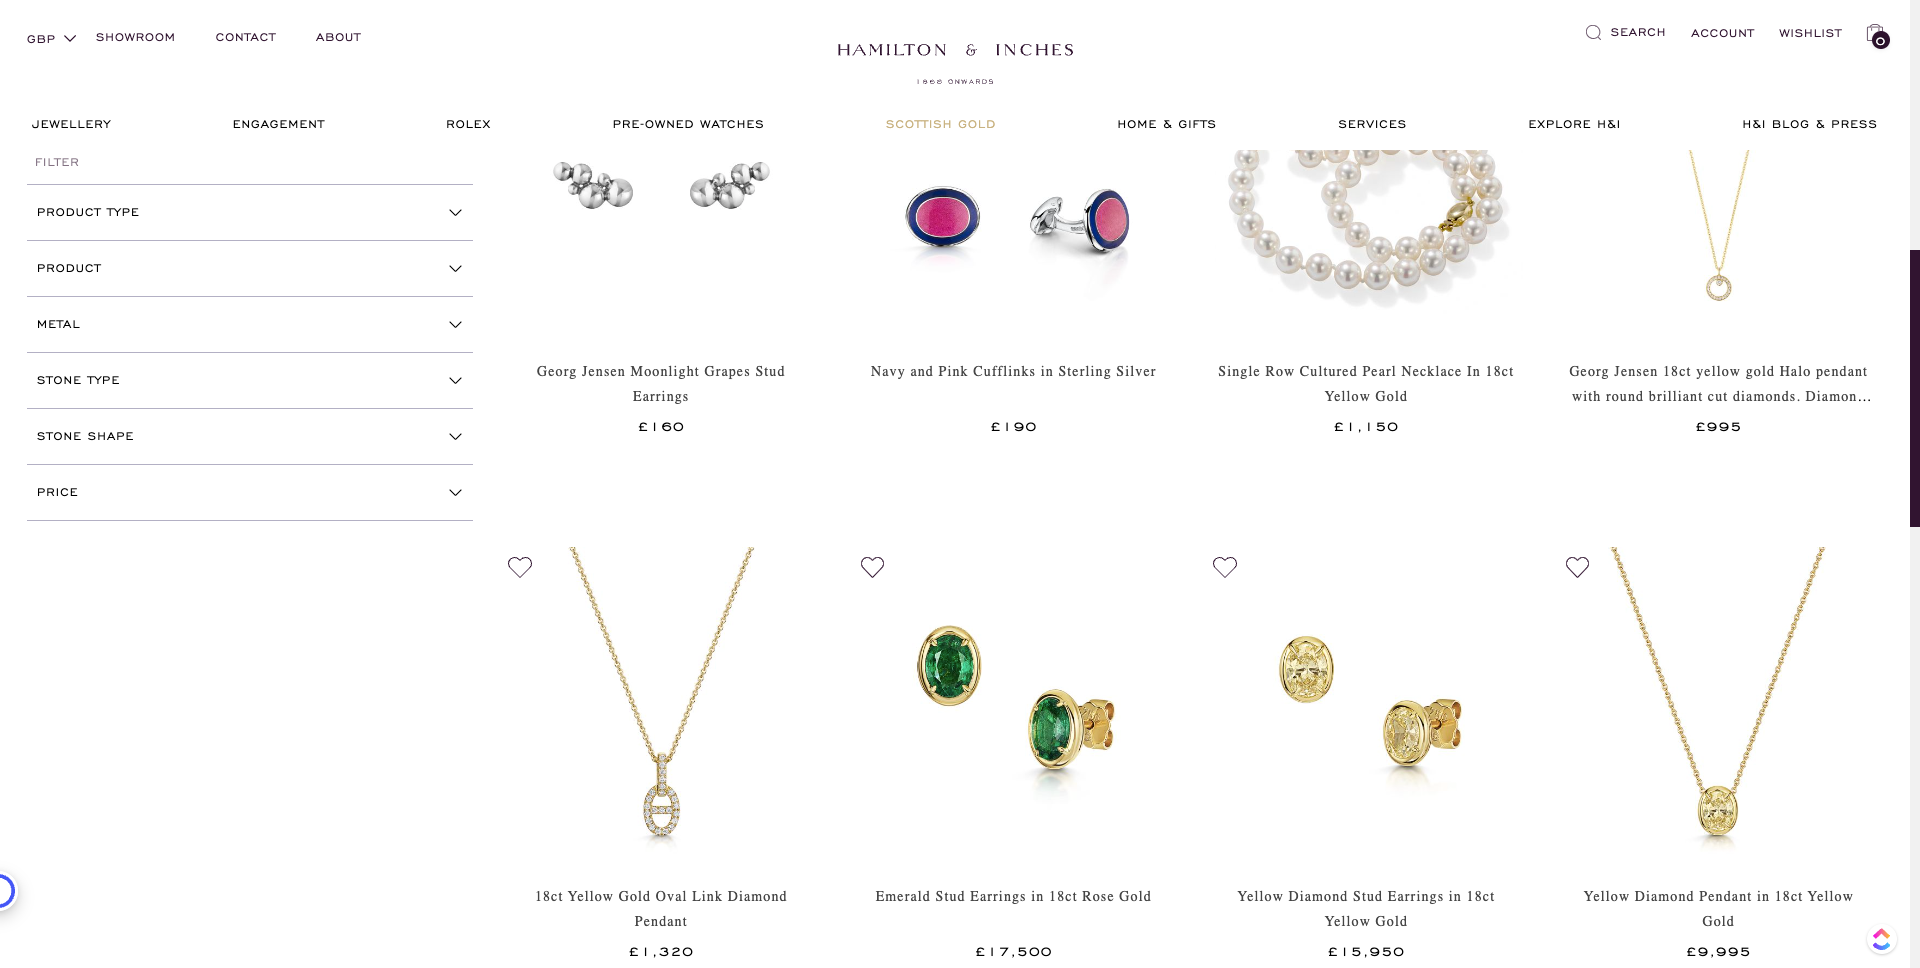 GBP
SHOWROOM
CONTACT
ABOUT
HAMILTON & INCHES
1866 ONWARDS
SEARCH
ACCOUNT
WISHLIST
0
JEWELLERY
ENGAGEMENT
ROLEX
PRE-OWNED WATCHES
SCOTTISH GOLD
HOME & GIFTS
SERVICES
EXPLORE H&I
H&I BLOG & PRESS
FILTER
PRODUCT TYPE
PRODUCT
METAL
STONE TYPE
STONE SHAPE
PRICE
Georg Jensen Moonlight Grapes Stud
Earrings
£160
Navy and Pink Cufflinks in Sterling Silver
£190
Single Row Cultured Pearl Necklace In 18ct
Yellow Gold
£1,150
Georg Jensen 18ct yellow gold Halo pendant
with round brilliant cut diamonds. Diamon...
£995
18ct Yellow Gold Oval Link Diamond
Pendant
£1,320
Emerald Stud Earrings in 18ct Rose Gold
£17,500
Yellow Diamond Stud Earrings in 18ct
Yellow Gold
£15,950
Yellow Diamond Pendant in 18ct Yellow
Gold
£9,995